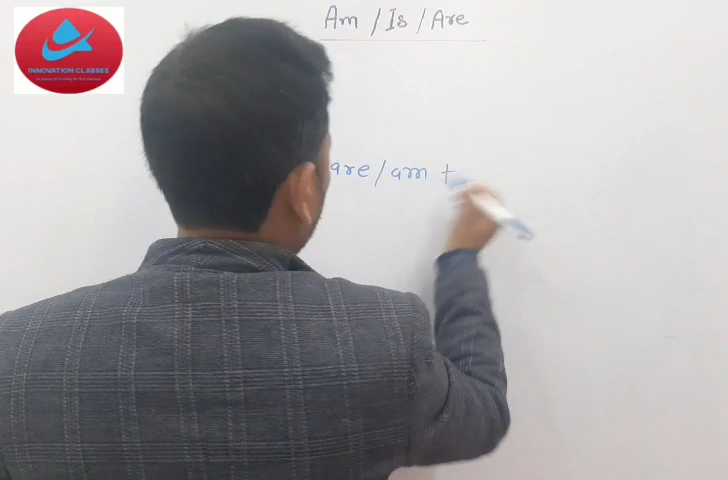 Am / Is / Are
are / am +
INNOVATION CLASSES